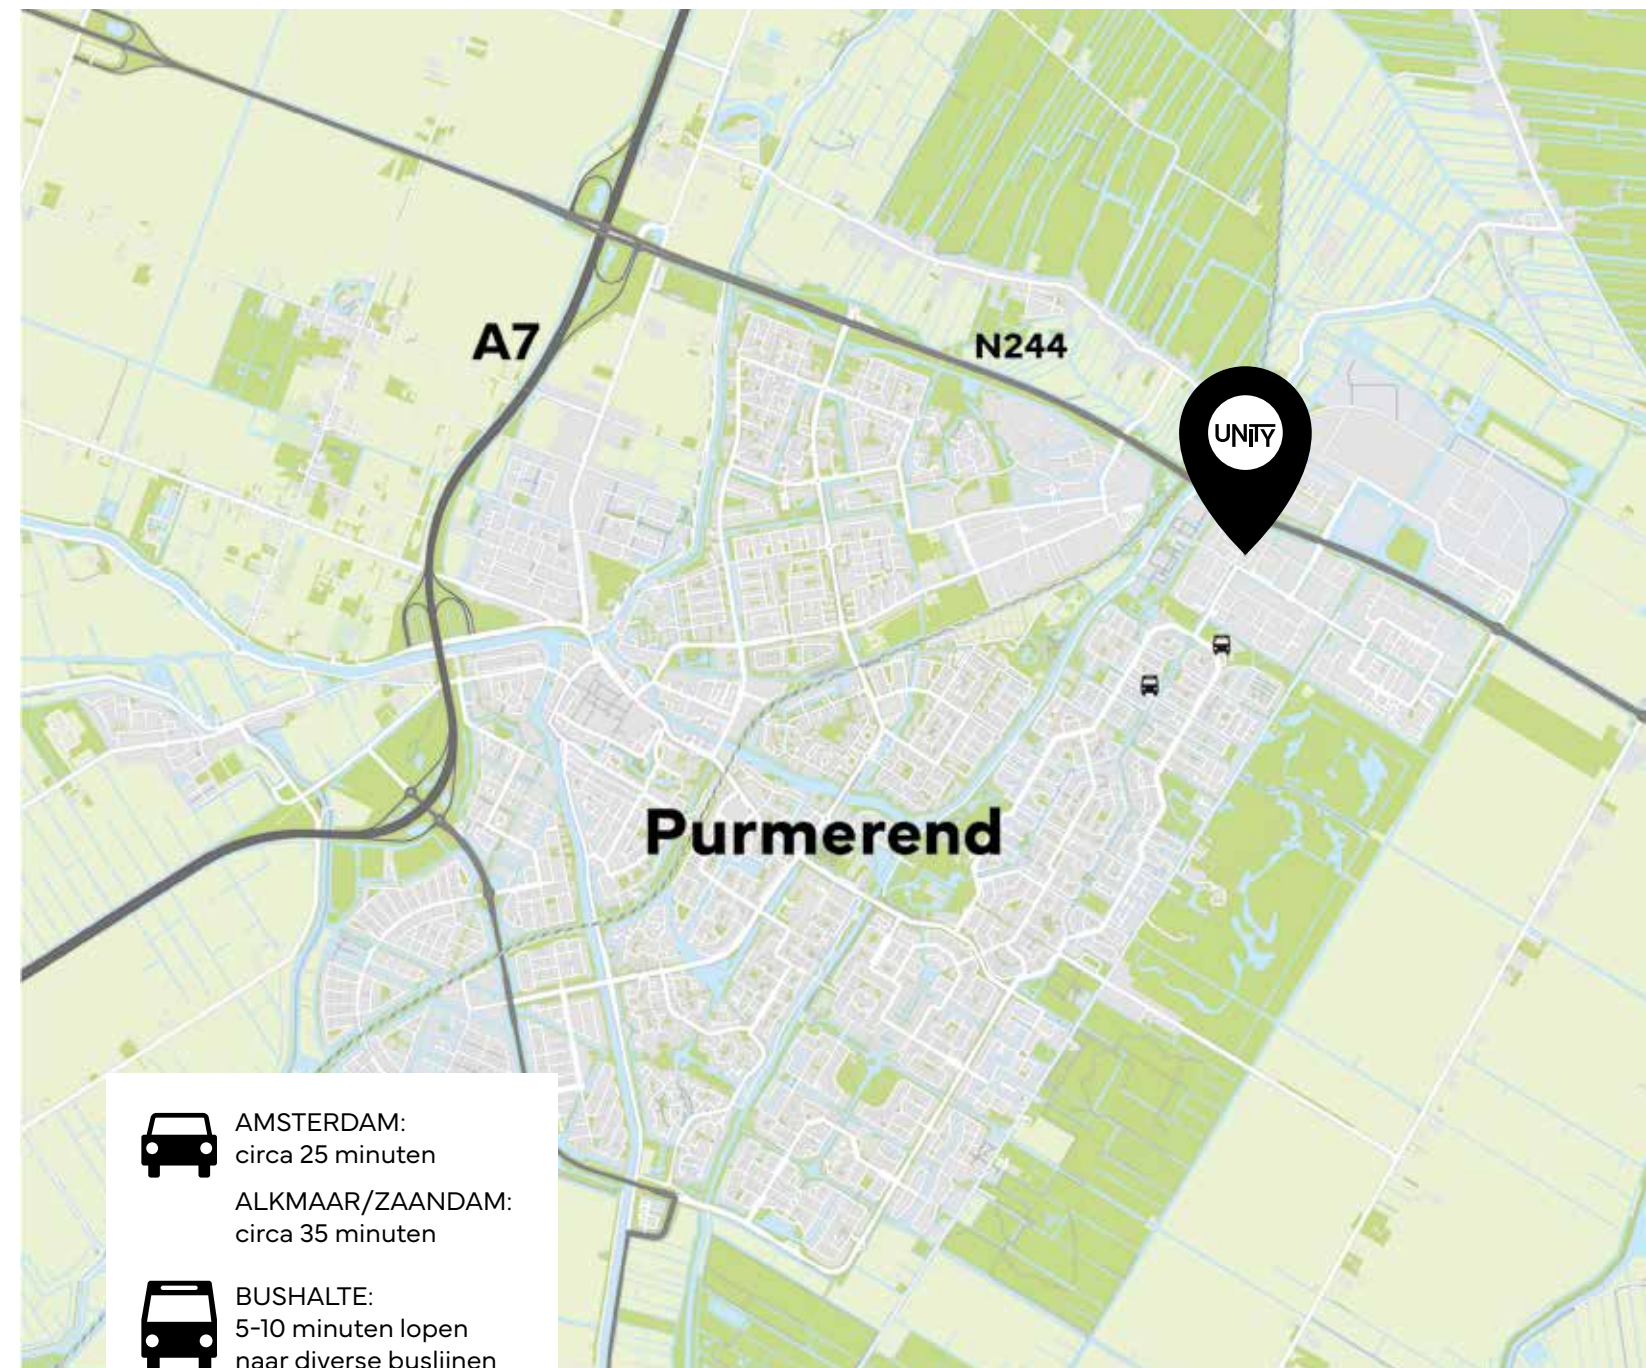 A7
N244
UNiTY
Purmerend
AMSTERDAM:
circa 25 minuten
ALKMAAR/ZAANDAM:
circa 35 minuten
BUSHALTE:
5-10 minuten lopen
naar diverse buslijnen